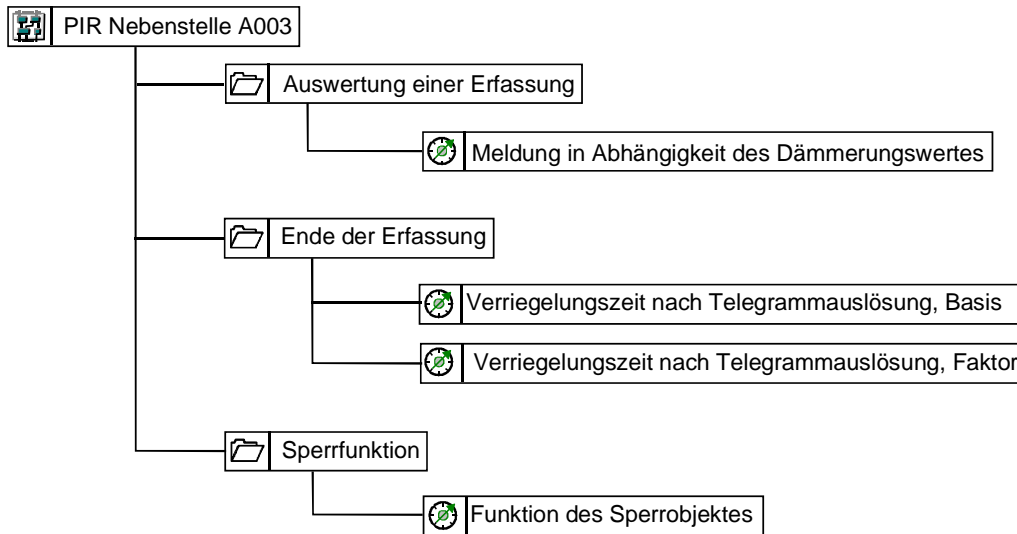 PIR Nebenstelle A003
Auswertung einer Erfassung
Meldung in Abhängigkeit des Dämmerungswertes
Ende der Erfassung
Verriegelungszeit nach Telegrammauslösung, Basis
Verriegelungszeit nach Telegrammauslösung, Faktor
Sperrfunktion
Funktion des Sperrobjektes